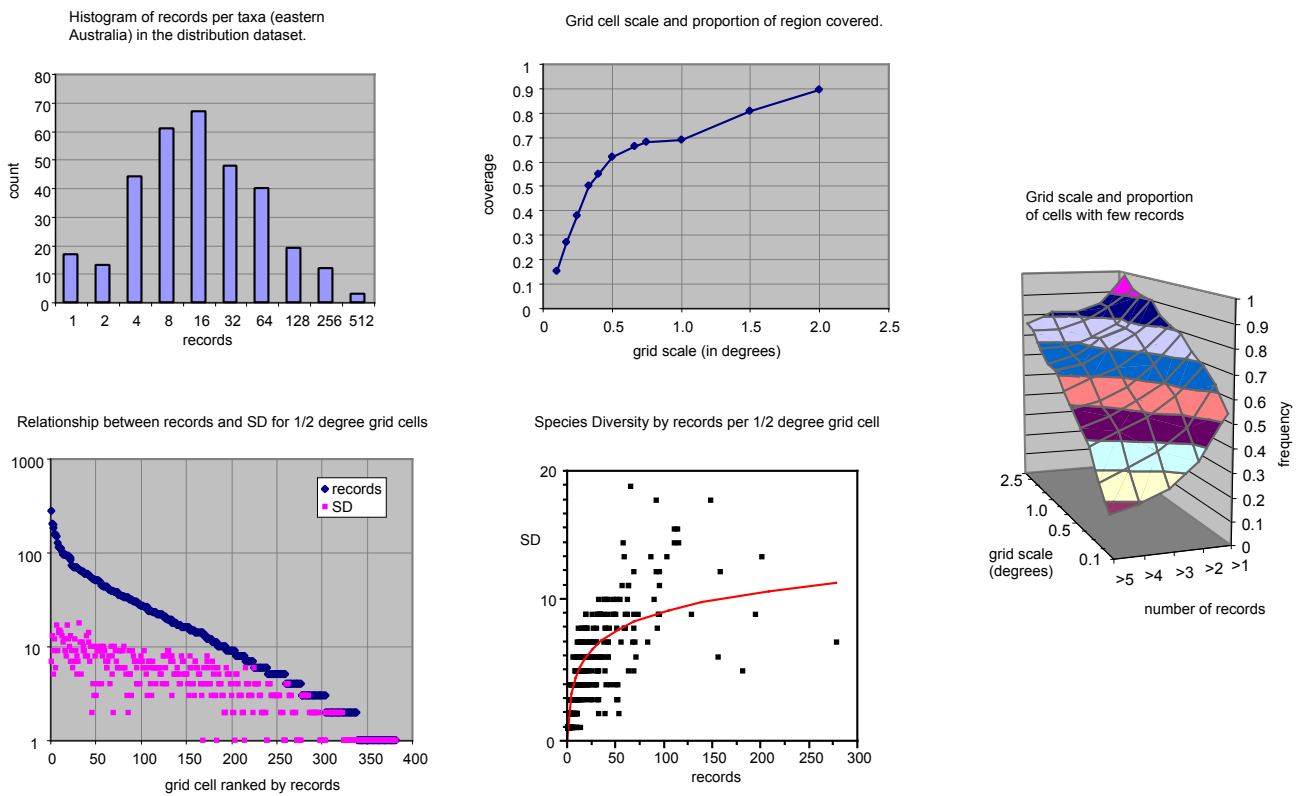 Histogram of records per taxa (eastern
Australia) in the distribution dataset.
80
70
60
50
40
30
20
10
0
count
1 2 4 8 16 32 64 128 256 512
records
Grid cell scale and proportion of region covered.
1
0.9
0.8
0.7
0.6
0.5
0.4
0.3
0.2
0.1
0
coverage
0 0.5 1.0 1.5 2.0 2.5
grid scale (in degrees)
Grid scale and proportion
of cells with few records
1
0.9
0.8
0.7
0.6
0.5
0.4
0.3
0.2
0.1
0
frequency
2.5
1.0
0.5
0.1
grid scale
(degrees)
>5 >4 >3 >2 >1
number of records
Relationship between records and SD for 1/2 degree grid cells
1000
100
10
1
records
SD
0 50 100 150 200 250 300 350 400
grid cell ranked by records
Species Diversity by records per 1/2 degree grid cell
20
SD
10
0
0 50 100 150 200 250 300
records